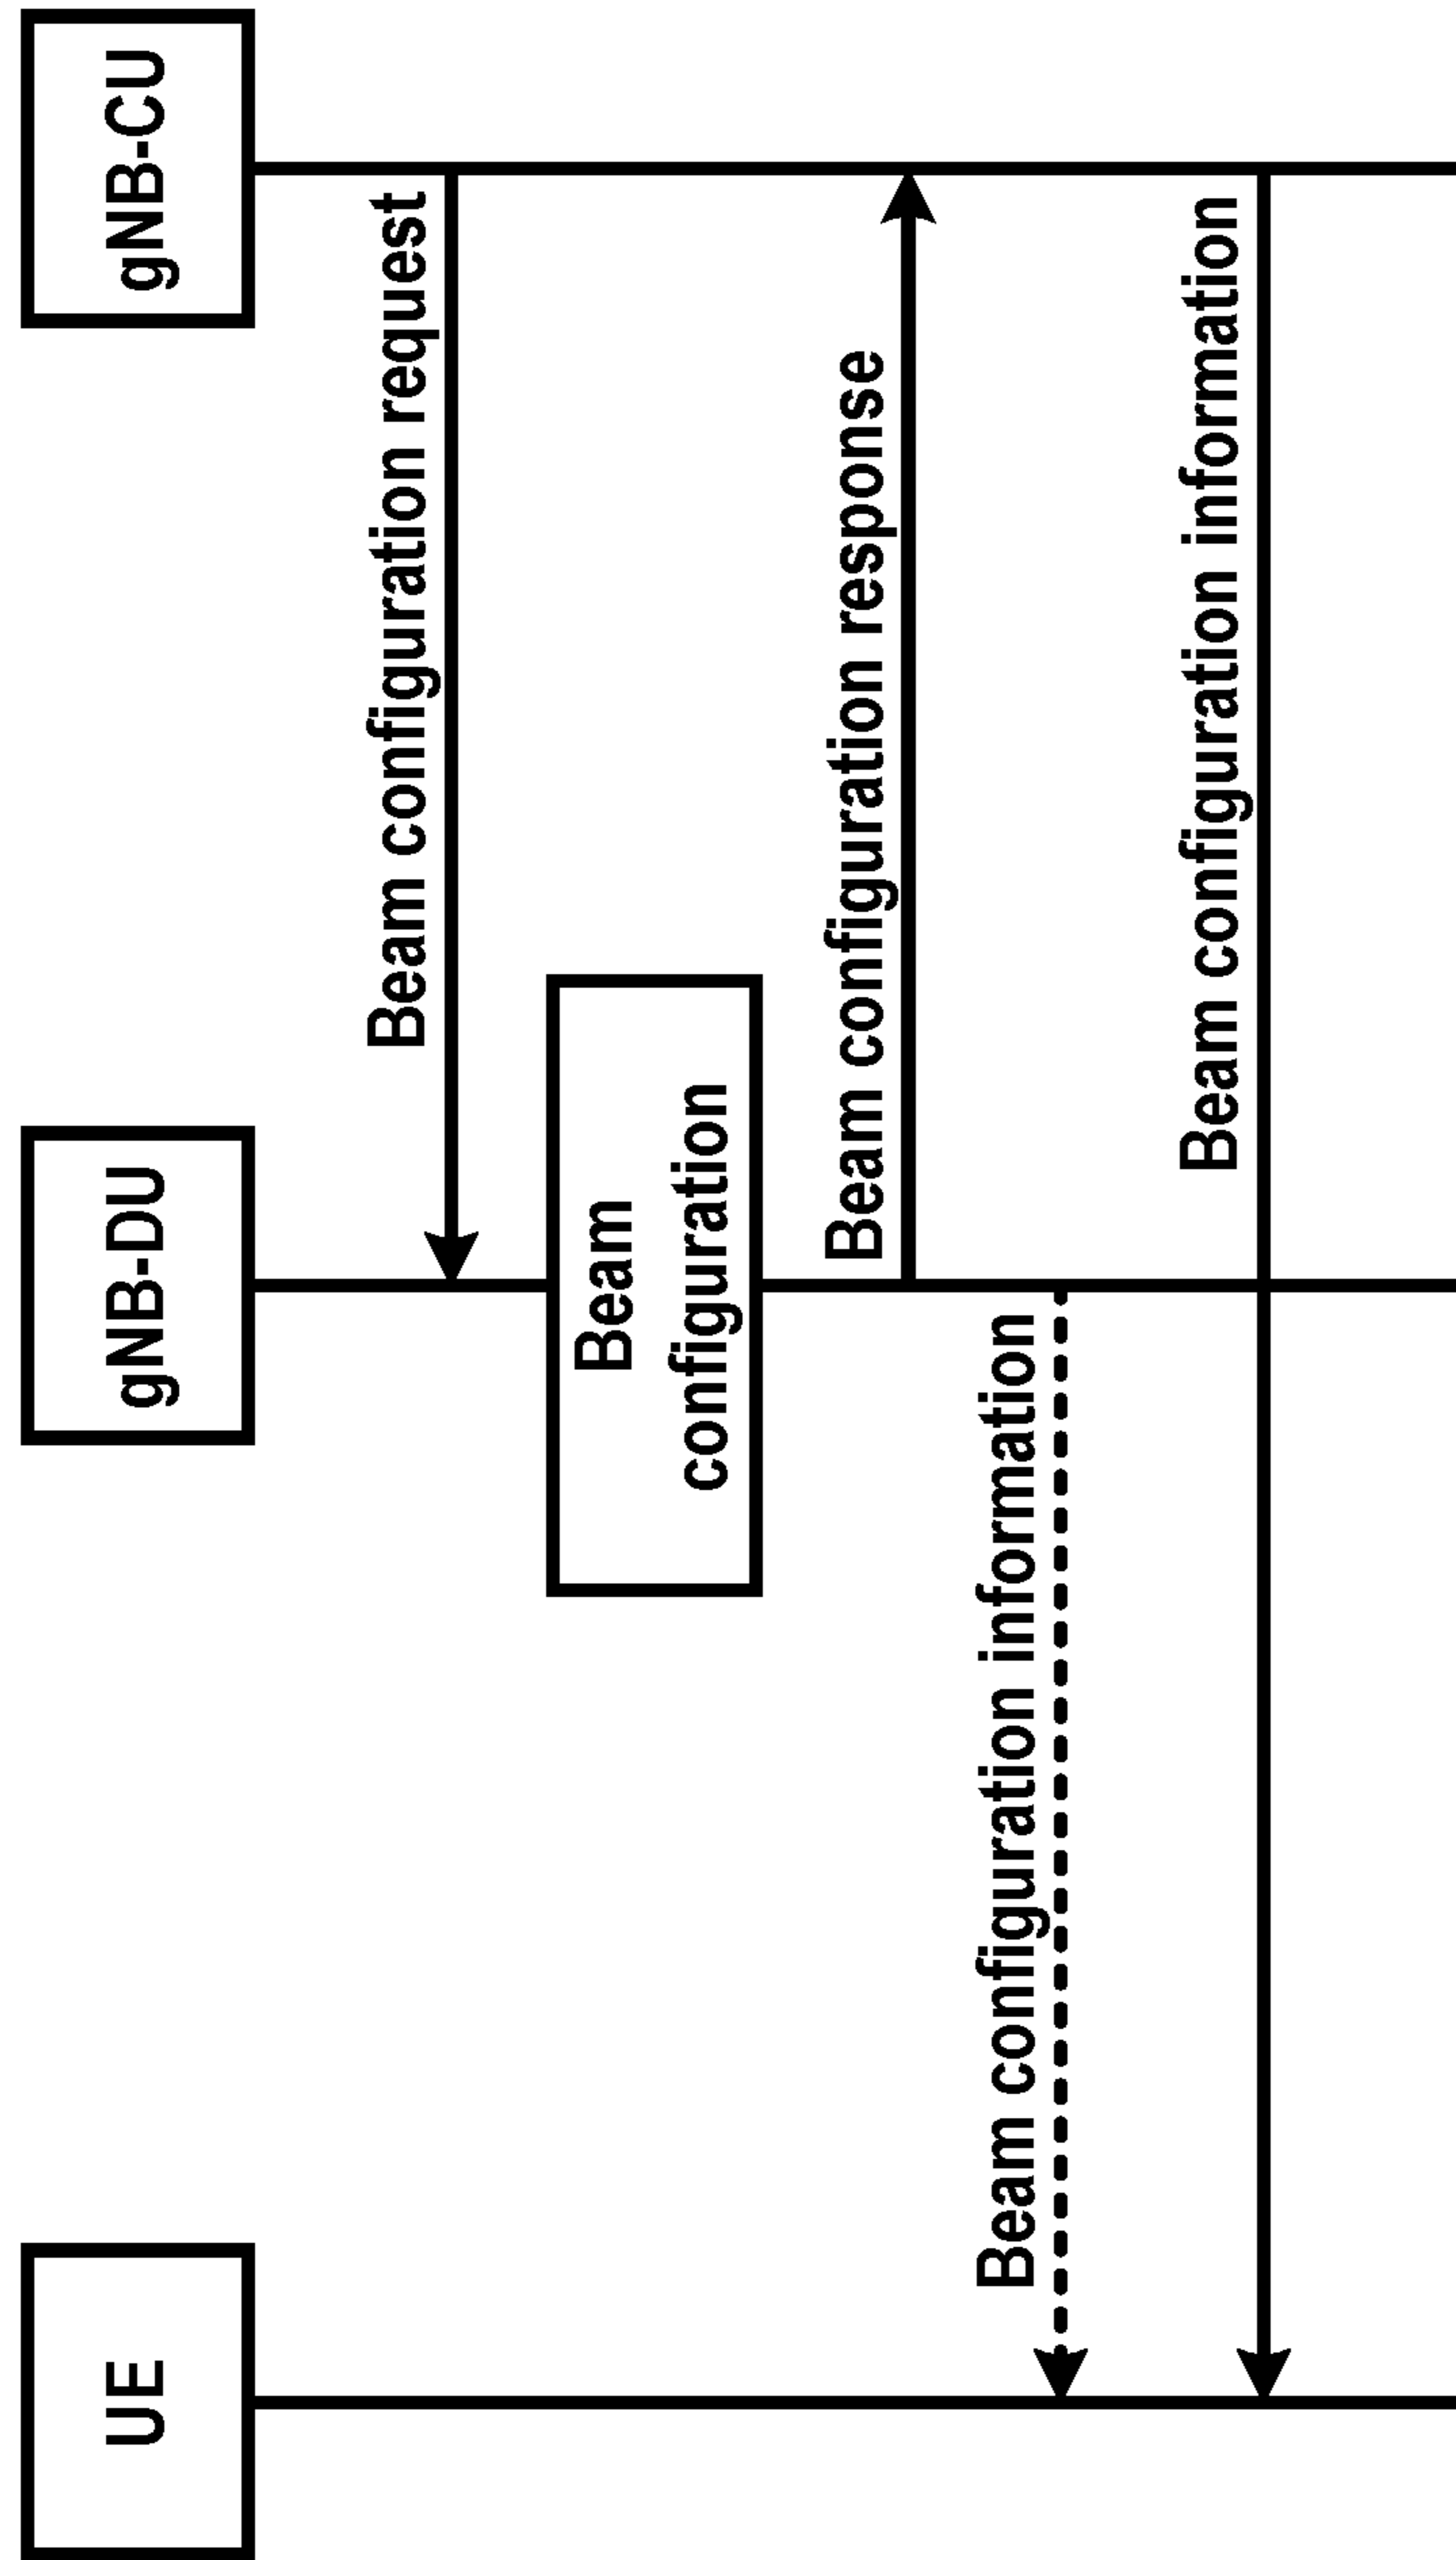 UE
gNB-DU
gNB-CU
Beam configuration request
Beam
configuration
Beam configuration response
Beam configuration information
Beam configuration information